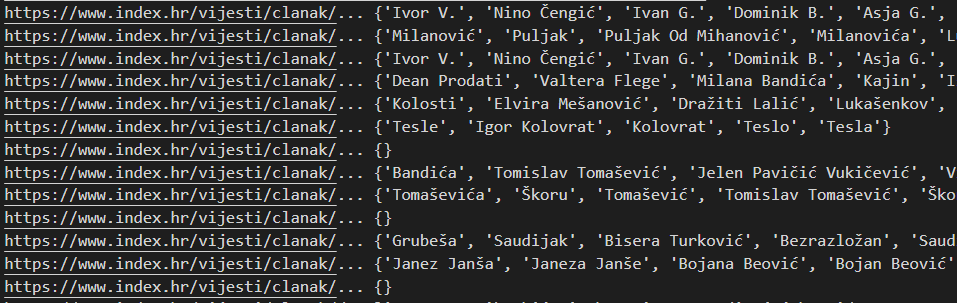 https://www.index.hr/vijesti/clanak/... {'Ivor V.', 'Nino Čengić', 'Ivan G.', 'Dominik B.', 'Asja G.',
https://www.index.hr/vijesti/clanak/... {'Milanović', 'Puljak', 'Puljak Od Mihanović', 'Milanovića',
https://www.index.hr/vijesti/clanak/... {'Ivor V.', 'Nino Čengić', 'Ivan G.', 'Dominik B.', 'Asja G.',
https://www.index.hr/vijesti/clanak/... {'Dean Prodati', 'Valtera Flege', 'Milana Bandića', 'Kajin',
https://www.index.hr/vijesti/clanak/... {'Kolosti', 'Elvira Mešanović', 'Dražiti Lalić', 'Lukašenkov',
https://www.index.hr/vijesti/clanak/... {'Tesle', 'Igor Kolovrat', 'Kolovrat', 'Teslo', 'Tesla'}
https://www.index.hr/vijesti/clanak/... {}
https://www.index.hr/vijesti/clanak/... {'Bandića', 'Tomislav Tomašević', 'Jelen Pavičić Vukičević', 'V
https://www.index.hr/vijesti/clanak/... {'Tomaševića', 'Škoru', 'Tomašević', 'Tomislav Tomašević', 'Ško
https://www.index.hr/vijesti/clanak/... {}
https://www.index.hr/vijesti/clanak/... {'Grubeša', 'Saudijak', 'Bisera Turković', 'Bezrazložan', 'Saud
https://www.index.hr/vijesti/clanak/... {'Janez Janša', 'Janeza Janše', 'Bojana Beović', 'Bojan Beović'
https://www.index.hr/vijesti/clanak/... {}